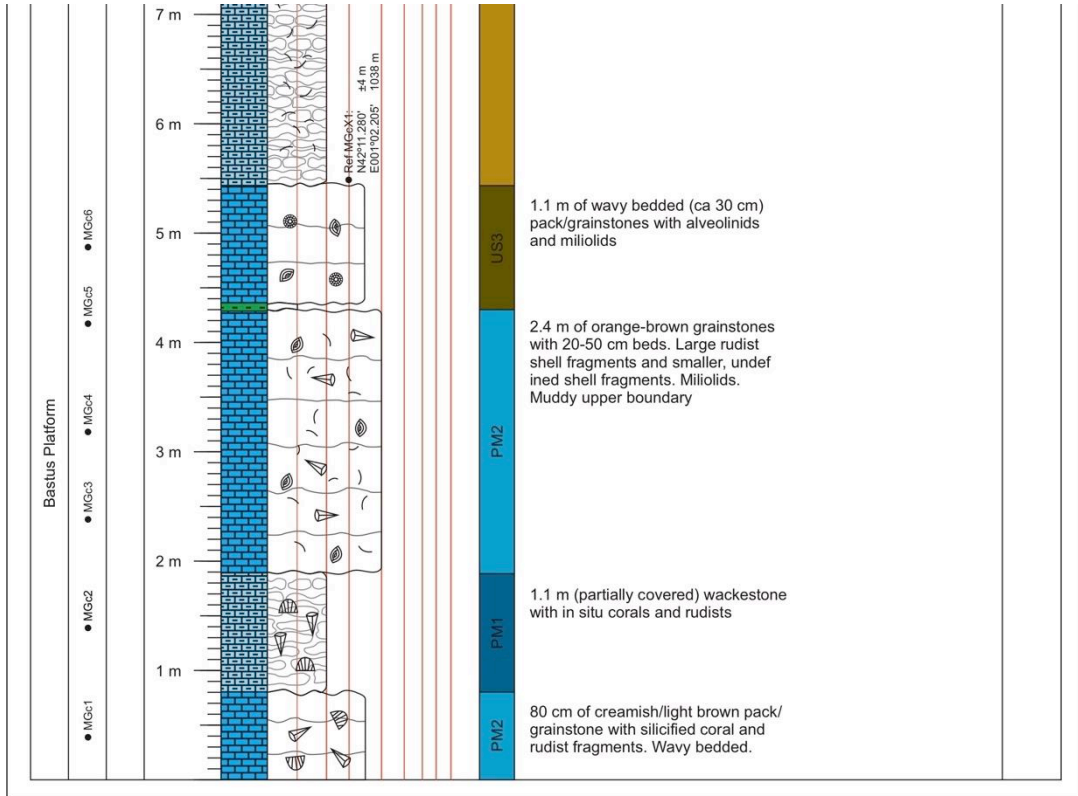 7 m
6 m
5 m
4 m
3 m
2 m
1 m
Bastus Platform
MGc6
MGc5
MGc4
MGc3
MGc2
MGc1
Ref MGcX1:
N42º11.280' ±4 m
E001º02.205' 1038 m
US3
PM2
PM1
PM2
1.1 m of wavy bedded (ca 30 cm)
pack/grainstones with alveolinids
and miliolids
2.4 m of orange-brown grainstones
with 20-50 cm beds. Large rudist
shell fragments and smaller, undef
ined shell fragments. Miliolids.
Muddy upper boundary
1.1 m (partially covered) wackestone
with in situ corals and rudists
80 cm of creamish/light brown pack/
grainstone with silicified coral and
rudist fragments. Wavy bedded.